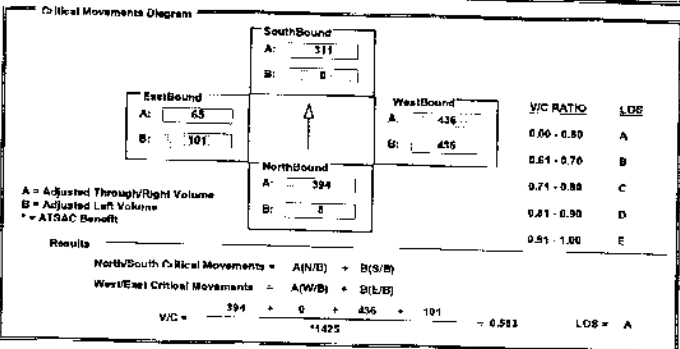 Critical Movements Diagram
SouthBound
A: 311
B: 0
EastBound
A: 65
B: 101
WestBound
A: 436
B: 436
NorthBound
A: 394
B:
V/C RATIO LOS
0.00 - 0.60 A
0.61 - 0.70 B
0.71 - 0.80 C
0.81 - 0.90 D
0.91 - 1.00 E
A = Adjusted Through/Right Volume
B = Adjusted Left Volume
* = ATSAC Benefit
Results
North/South Critical Movements = A(N/B) + B(S/B)
West/East Critical Movements = A(W/B) + B(E/B)
V/C = 394 + 0 + 436 + 101 = 0.583 LOS = A
*1425